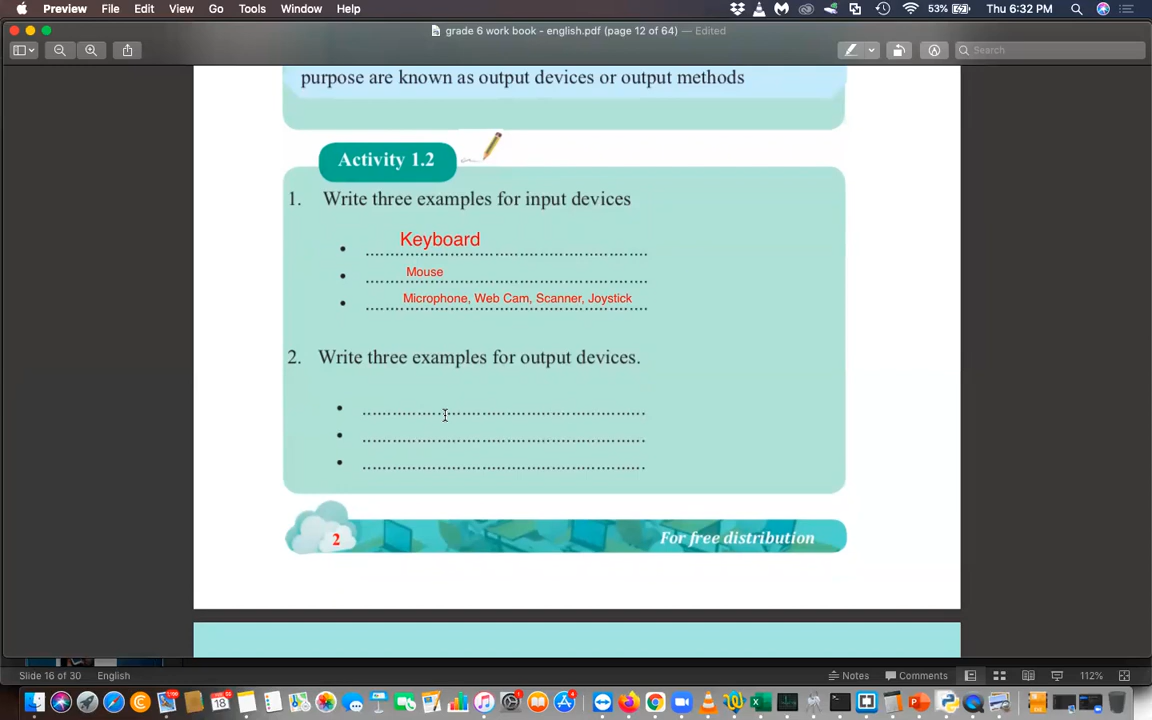 Preview File Edit View Go Tools Window Help 53% Thu 6:32 PM
grade 6 work book - english.pdf (page 12 of 64) — Edited
Search
purpose are known as output devices or output methods
Activity 1.2
1. Write three examples for input devices
• Keyboard
• Mouse
• Microphone, Web Cam, Scanner, Joystick
2. Write three examples for output devices.
2 For free distribution
Slide 16 of 30 English Notes Comments 112%